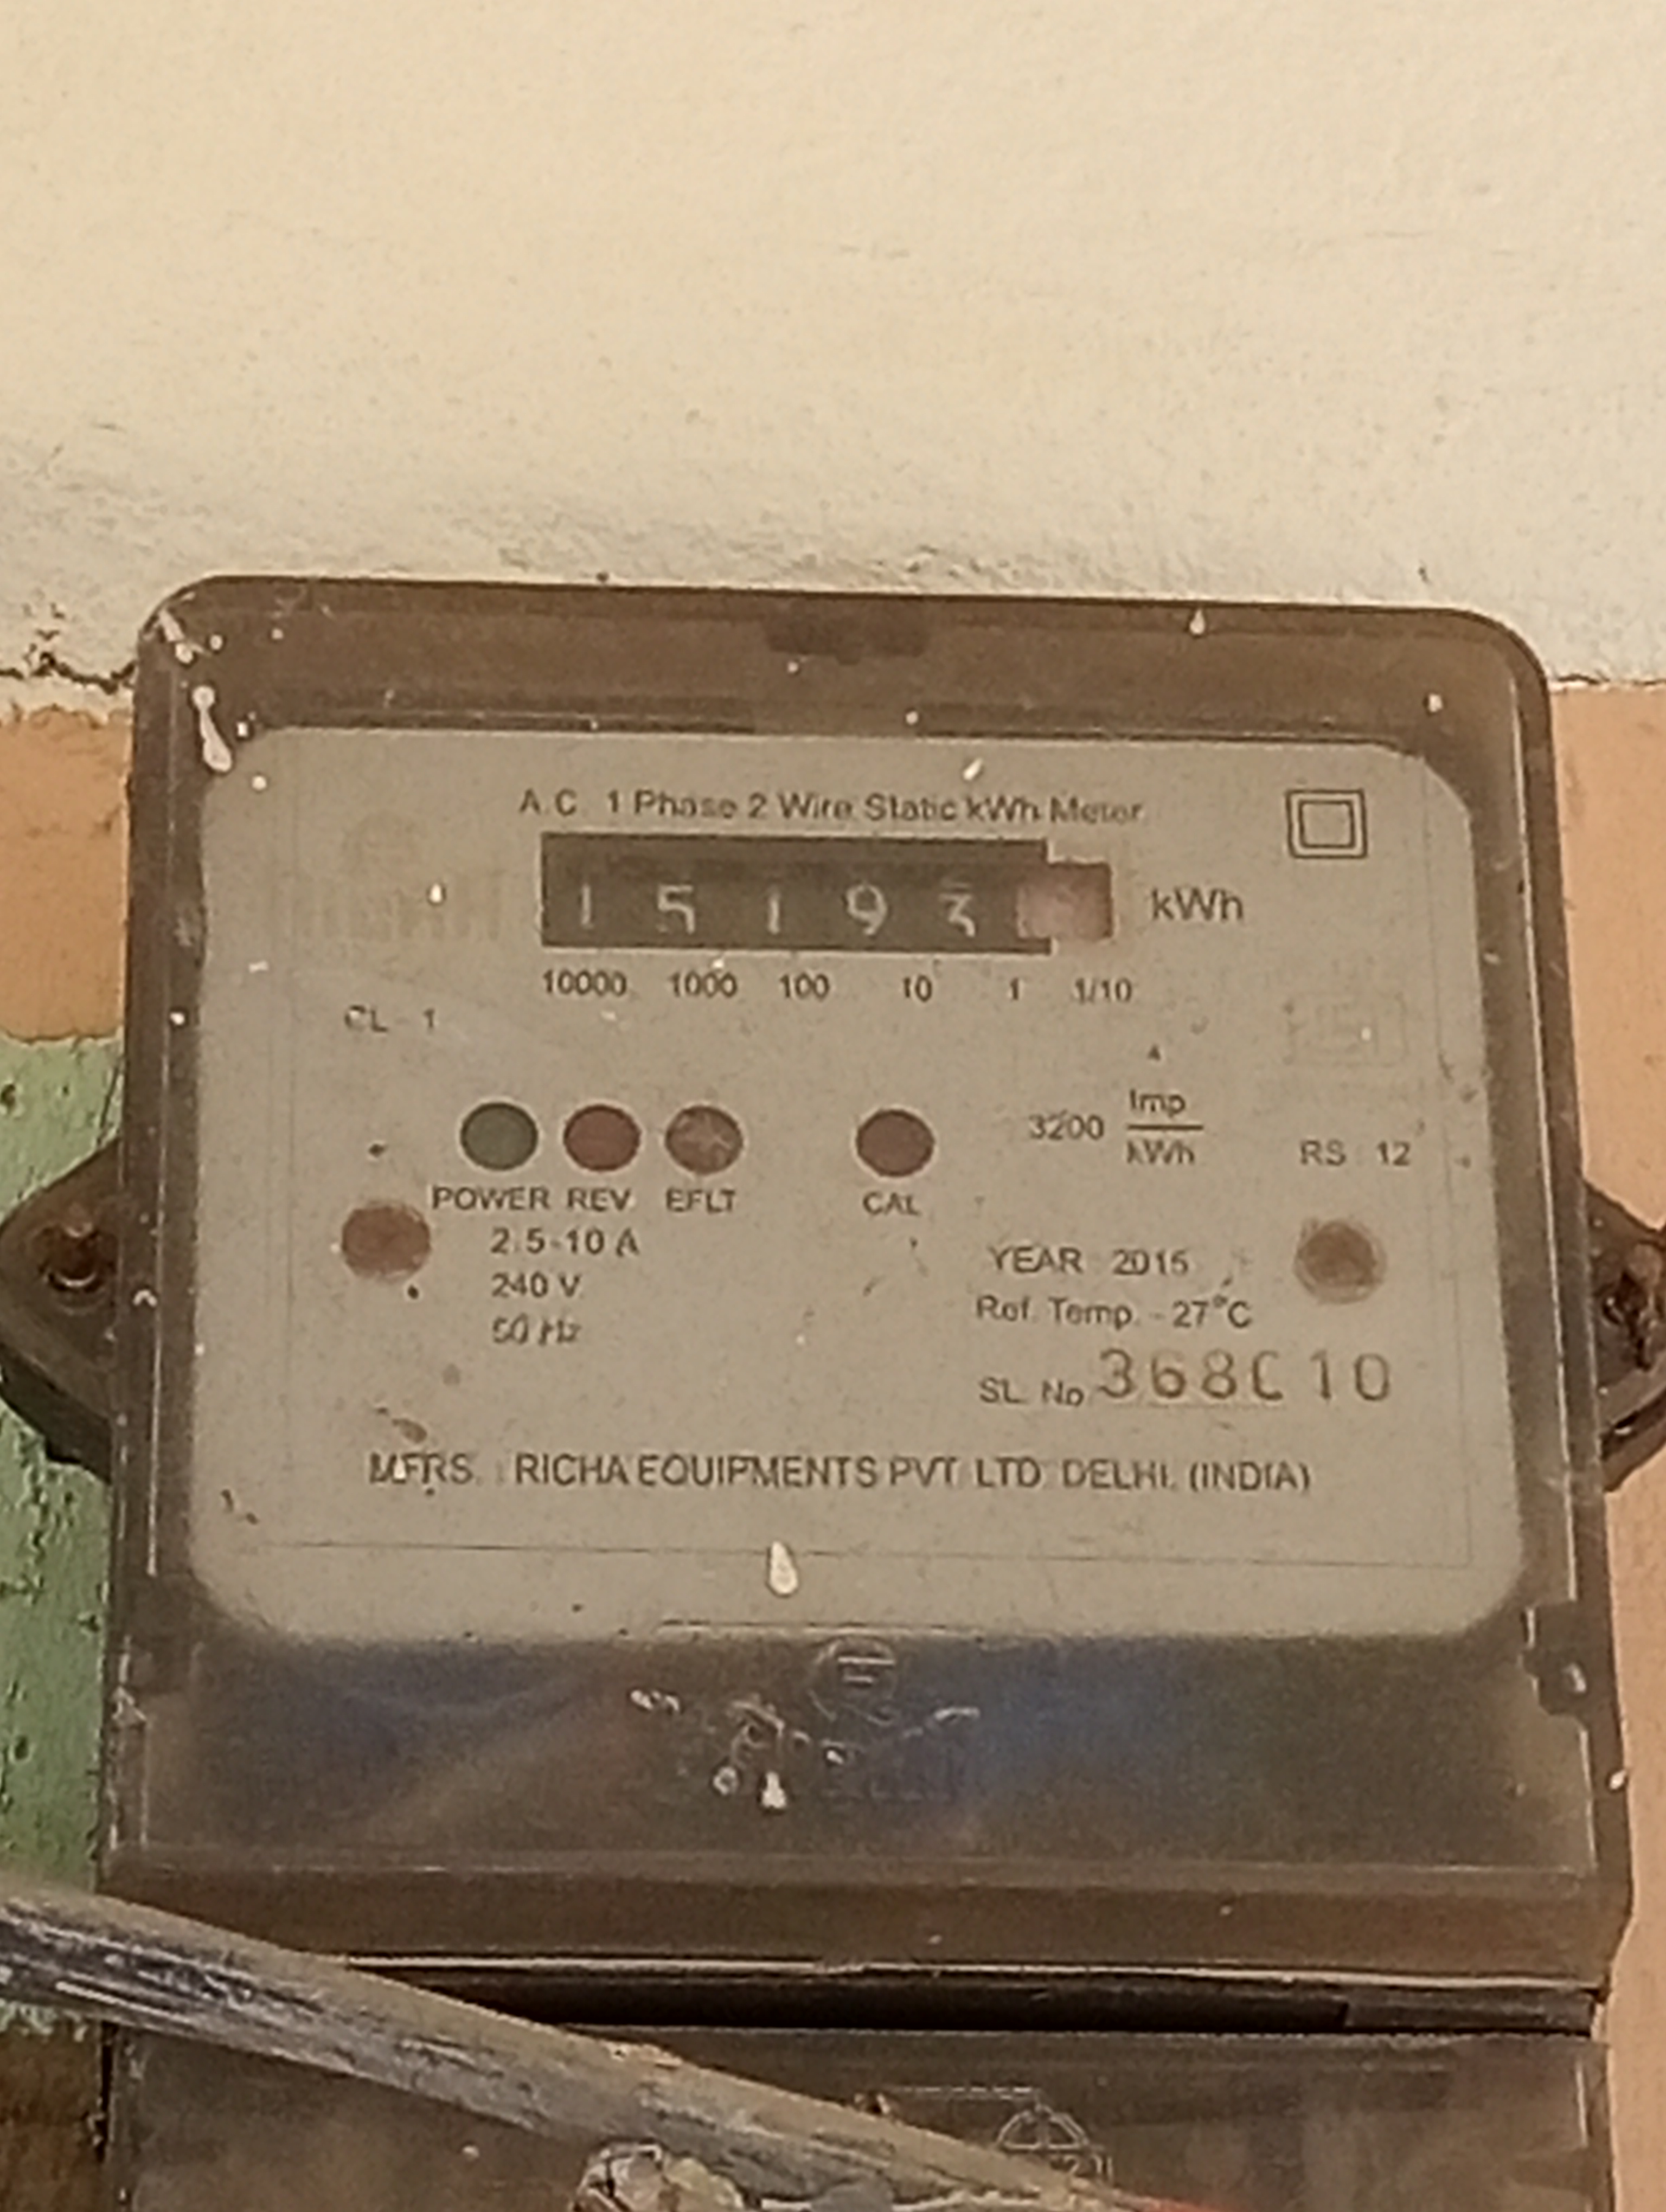 A.C. 1 Phase 2 Wire Static kWh Meter
1 5 1 9 3 kWh
10000 1000 100 10 1 1/10
CL - 1
3200 Imp
kWh
RS 12
POWER REV EFLT CAL
2.5-10 A
240 V
50 Hz
YEAR 2015
Ref. Temp. - 27°C
SL. No. 368010
MFRS. : RICHA EQUIPMENTS PVT. LTD. DELHI. (INDIA)